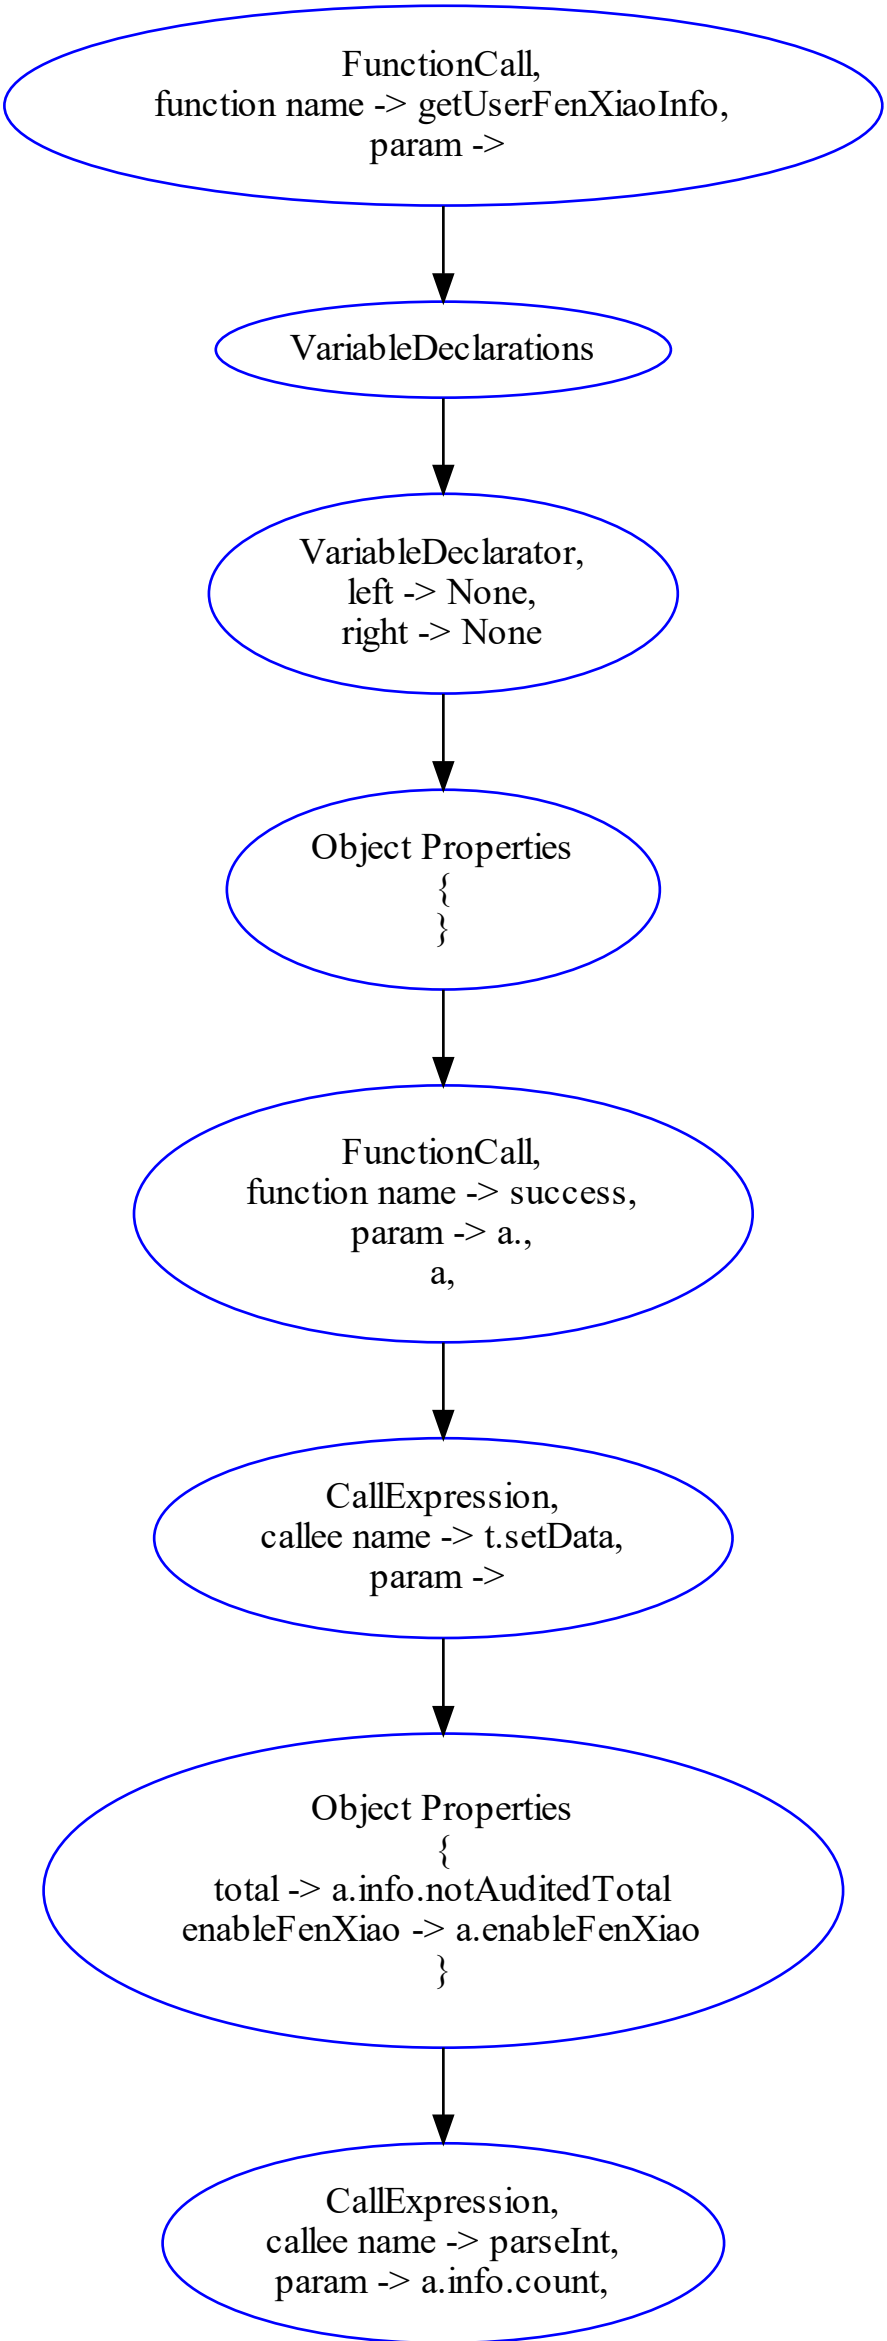 FunctionCall,
function name -> getUserFenXiaoInfo,
param ->
VariableDeclarations
VariableDeclarator,
left -> None,
right -> None
Object Properties
{
}
FunctionCall,
function name -> success,
param -> a.,
a,
CallExpression,
callee name -> t.setData,
param ->
Object Properties
{
total -> a.info.notAuditedTotal
enableFenXiao -> a.enableFenXiao
}
CallExpression,
callee name -> parseInt,
param -> a.info.count,